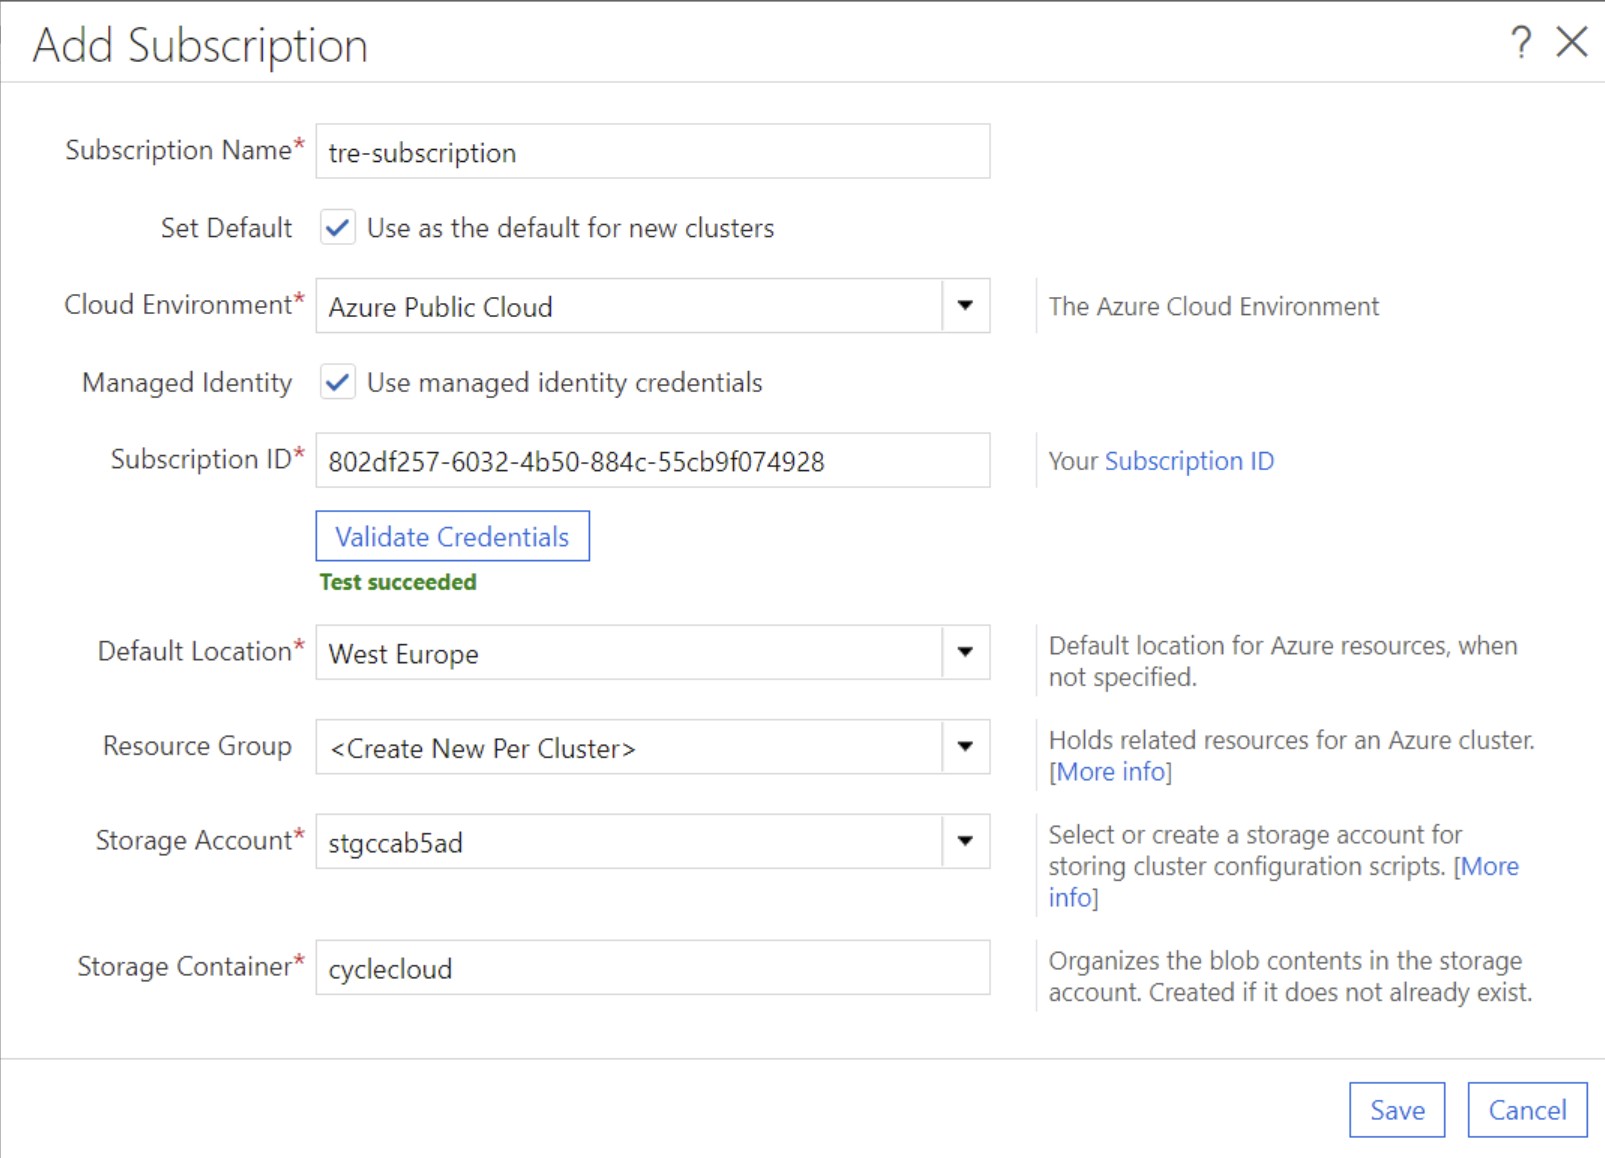 Add Subscription ?
Subscription Name* tre-subscription
Set Default Use as the default for new clusters
Cloud Environment* Azure Public Cloud The Azure Cloud Environment
Managed Identity Use managed identity credentials
Subscription ID* 802df257-6032-4b50-884c-55cb9f074928 Your Subscription ID
Validate Credentials
Test succeeded
Default Location* West Europe
Default location for Azure resources, when
not specified.
Resource Group <Create New Per Cluster>
Holds related resources for an Azure cluster.
[More info]
Storage Account* stgccab5ad
Select or create a storage account for
storing cluster configuration scripts. [More
info]
Storage Container* cyclecloud
Organizes the blob contents in the storage
account. Created if it does not already exist.
Save Cancel